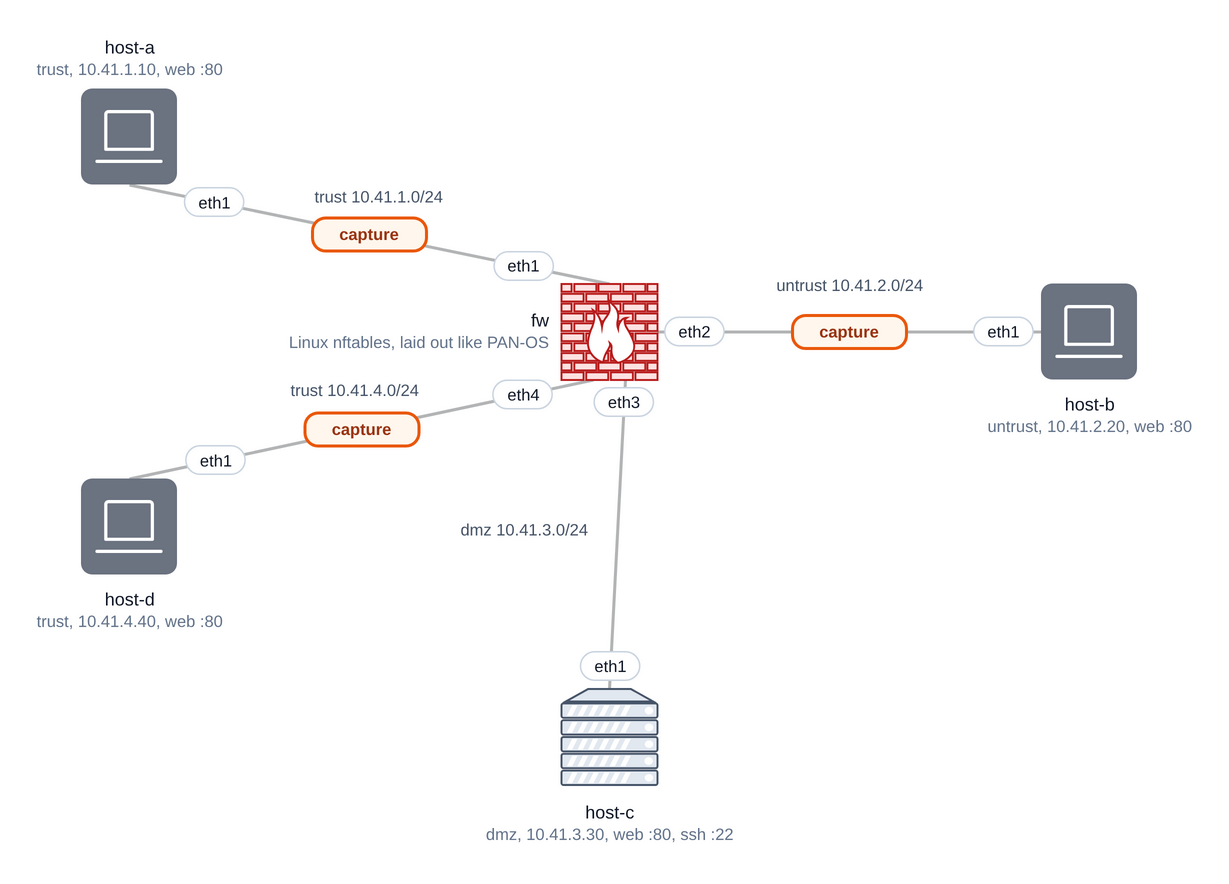 host-a
trust, 10.41.1.10, web :80
eth1
trust 10.41.1.0/24
capture
eth1
fw
Linux nftables, laid out like PAN-OS
eth2
untrust 10.41.2.0/24
capture
eth1
host-b
untrust, 10.41.2.20, web :80
trust 10.41.4.0/24
eth4
eth3
capture
eth1
host-d
trust, 10.41.4.40, web :80
dmz 10.41.3.0/24
eth1
host-c
dmz, 10.41.3.30, web :80, ssh :22